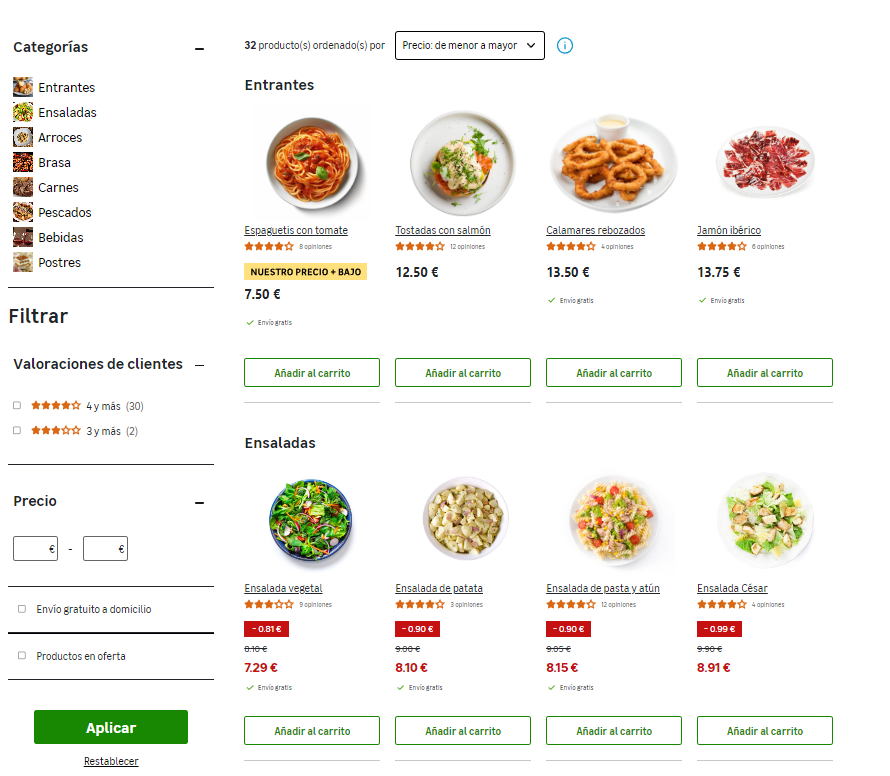 Categorías
Entrantes
Ensaladas
Arroces
Brasa
Carnes
Pescados
Bebidas
Postres
Filtrar
Valoraciones de clientes
4 y más (30)
3 y más (2)
Precio
€ - €
Envío gratuito a domicilio
Productos en oferta
Aplicar
Restablecer
32 producto(s) ordenado(s) por Precio: de menor a mayor
Entrantes
Espaguetis con tomate
8 opiniones
NUESTRO PRECIO + BAJO
7.50 €
Envío gratis
Añadir al carrito
Tostadas con salmón
12 opiniones
12.50 €
Añadir al carrito
Calamares rebozados
4 opiniones
13.50 €
Envío gratis
Añadir al carrito
Jamón ibérico
6 opiniones
13.75 €
Envío gratis
Añadir al carrito
Ensaladas
Ensalada vegetal
9 opiniones
- 0.81 €
8.10 €
7.29 €
Envío gratis
Añadir al carrito
Ensalada de patata
3 opiniones
- 0.90 €
9.00 €
8.10 €
Envío gratis
Añadir al carrito
Ensalada de pasta y atún
12 opiniones
- 0.90 €
9.05 €
8.15 €
Envío gratis
Añadir al carrito
Ensalada César
4 opiniones
- 0.99 €
9.90 €
8.91 €
Envío gratis
Añadir al carrito